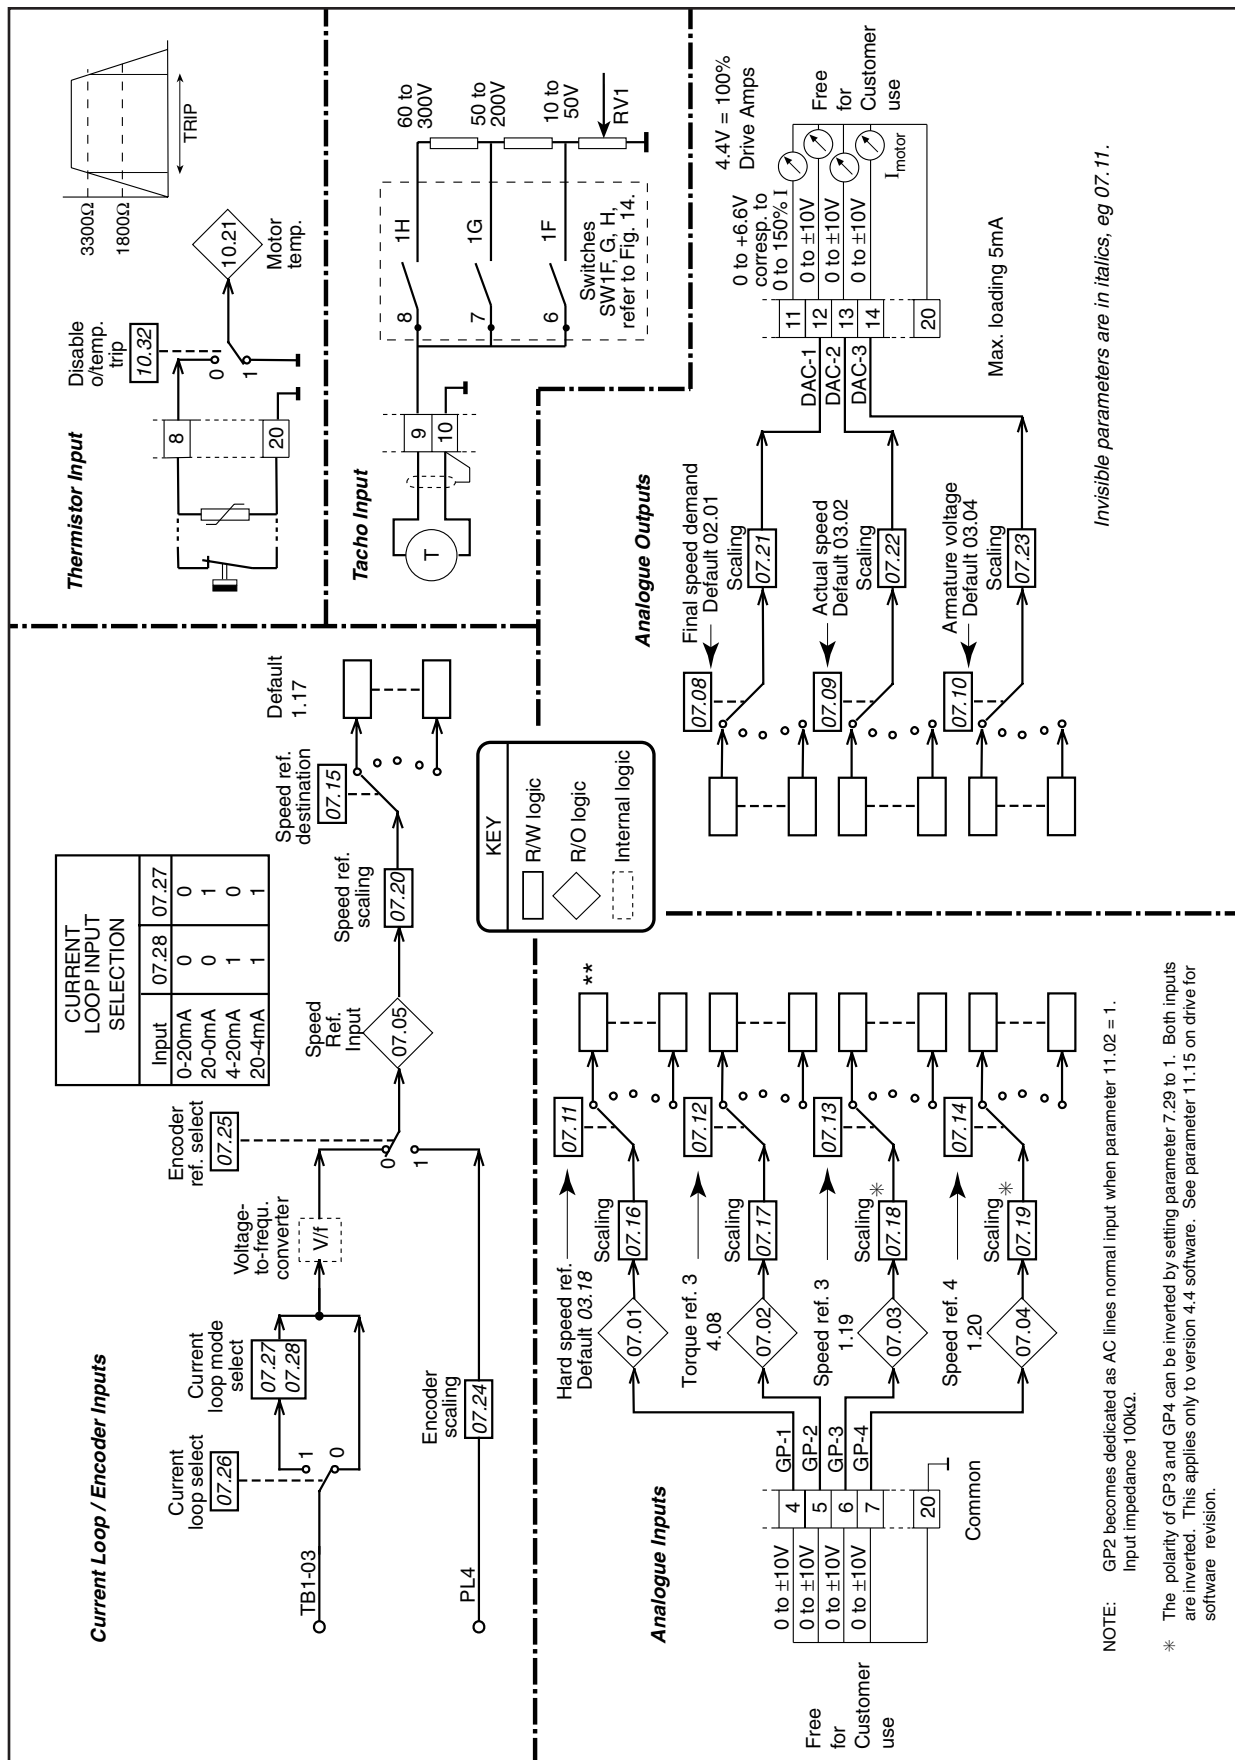 Current Loop / Encoder Inputs
TB1-03
PL4
Current
loop select
07.26
1
0
Current
loop mode
select
07.27
07.28
Encoder
scaling
07.24
Voltage-
to-frequ.
converter
V/f
Encoder
ref. select
07.25
0
1
CURRENT
LOOP INPUT
SELECTION
Input 07.28 07.27
0-20mA 0 0
20-0mA 0 1
4-20mA 1 0
20-4mA 1 1
Speed
Ref.
Input
07.05
Speed ref.
scaling
07.20
Speed ref.
destination
07.15
Default
1.17
Thermistor Input
8
20
Disable
o/temp.
trip
10.32
0
1
10.21
Motor
temp.
3300Ω
1800Ω
TRIP
Tacho Input
T
9
10
8
7
6
1H
1G
1F
Switches
SW1F, G, H,
refer to Fig. 14.
60 to
300V
50 to
200V
10 to
50V
RV1
KEY
R/W logic
R/O logic
Internal logic
Analogue Inputs
Free
for
Customer
use
0 to ±10V
0 to ±10V
0 to ±10V
0 to ±10V
4
5
6
7
20
Common
GP-1
GP-2
GP-3
GP-4
Hard speed ref.
Default 03.18
07.01
Scaling
07.16
07.11
**
Torque ref. 3
4.08
07.02
Scaling
07.17
07.12
Speed ref. 3
1.19
07.03
Scaling
07.18
✳
07.13
Speed ref. 4
1.20
07.04
Scaling
07.19
✳
07.14
NOTE: GP2 becomes dedicated as AC lines normal input when parameter 11.02 = 1.
Input impedance 100kΩ.
✳ The polarity of GP3 and GP4 can be inverted by setting parameter 7.29 to 1. Both inputs
are inverted. This applies only to version 4.4 software. See parameter 11.15 on drive for
software revision.
Analogue Outputs
07.08
Final speed demand
Default 02.01
Scaling
07.21
07.09
Actual speed
Default 03.02
Scaling
07.22
07.10
Armature voltage
Default 03.04
Scaling
07.23
DAC-1
DAC-2
DAC-3
11
12
13
14
20
0 to +6.6V
corresp. to
0 to 150% I
0 to ±10V
0 to ±10V
0 to ±10V
4.4V = 100%
Drive Amps
Free
for
Customer
use
Imotor
Max. loading 5mA
Invisible parameters are in italics, eg 07.11.